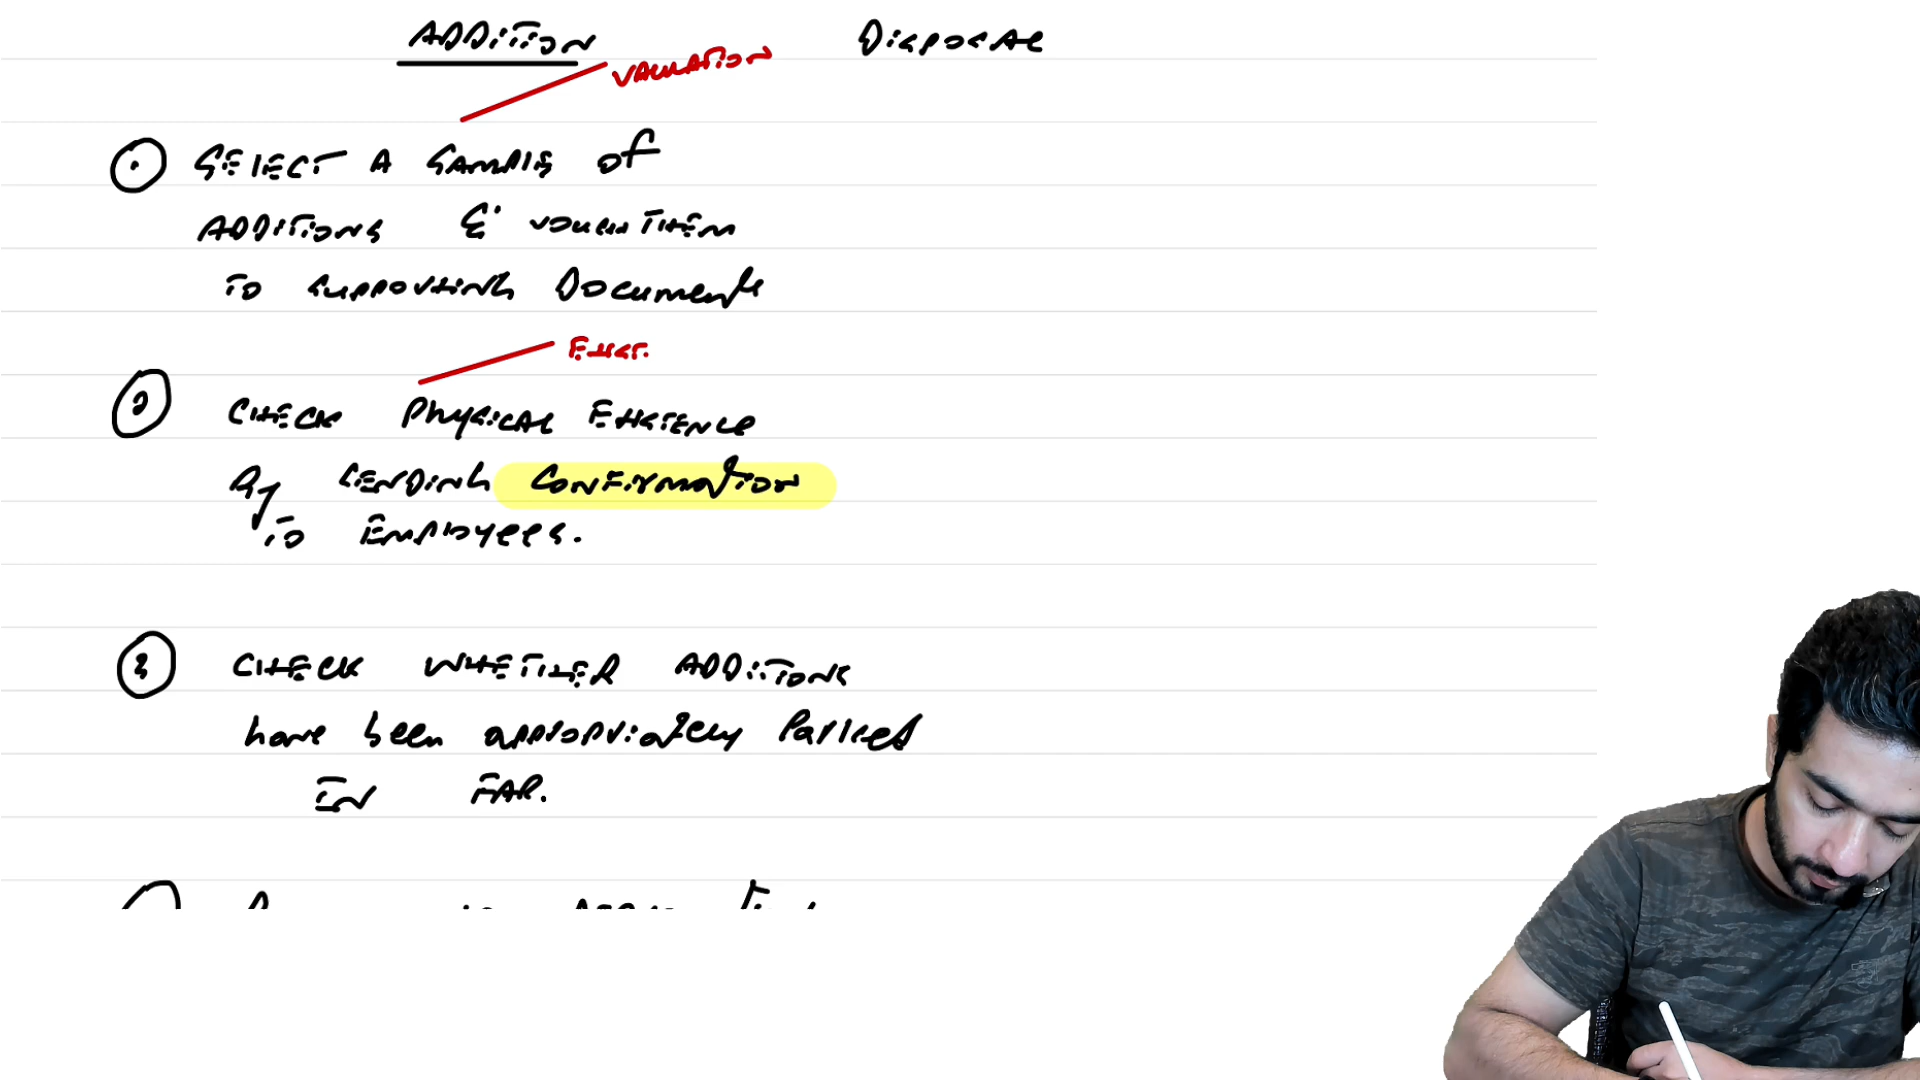 ADDITION DISPOSAL
VALUATION
1 SELECT A SAMPLE of
ADDITIONS & VOUCH THEM
TO SUPPORTING DOCUMENTS
EXIST.
2 CHECK PHYSICAL EXISTENCE
By SENDING CONFIRMATION
TO EMPLOYEES.
3 CHECK WHETHER ADDITIONS
have been appropriately
IN FAR.